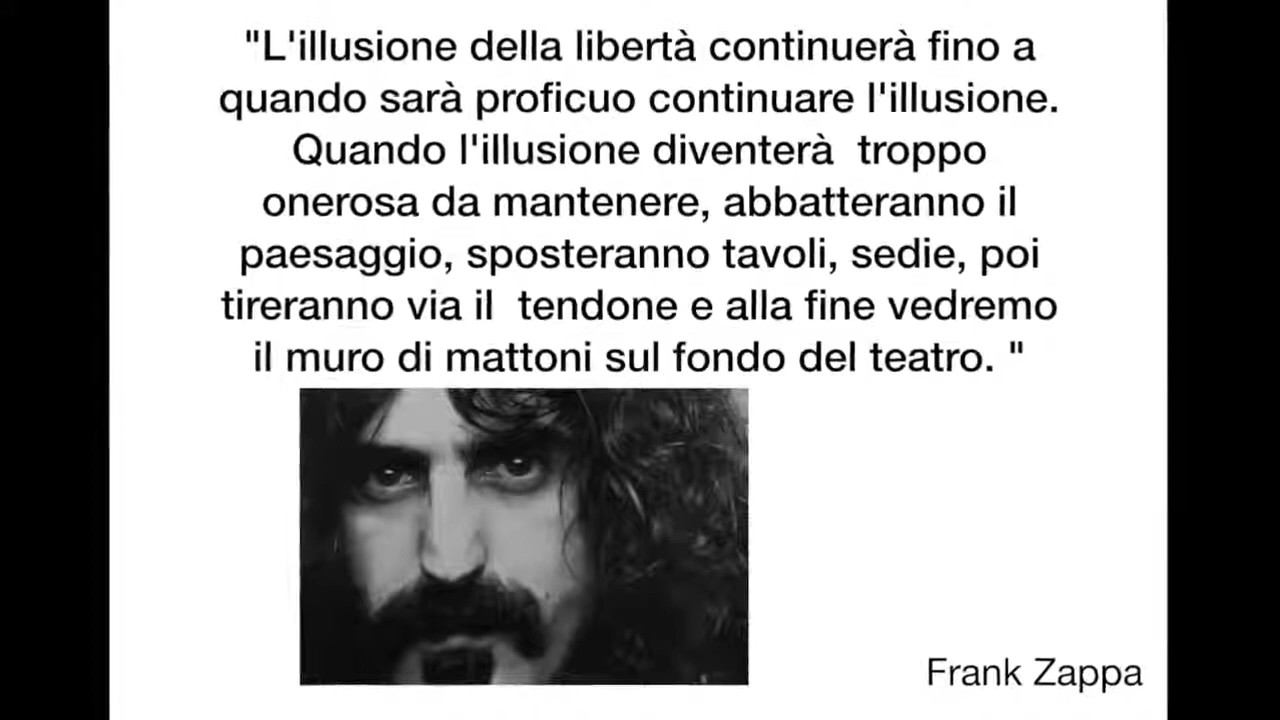 "L'illusione della libertà continuerà fino a
quando sarà proficuo continuare l'illusione.
Quando l'illusione diventerà  troppo
onerosa da mantenere, abbatteranno il
paesaggio, sposteranno tavoli, sedie, poi
tireranno via il  tendone e alla fine vedremo
il muro di mattoni sul fondo del teatro. "
Frank Zappa